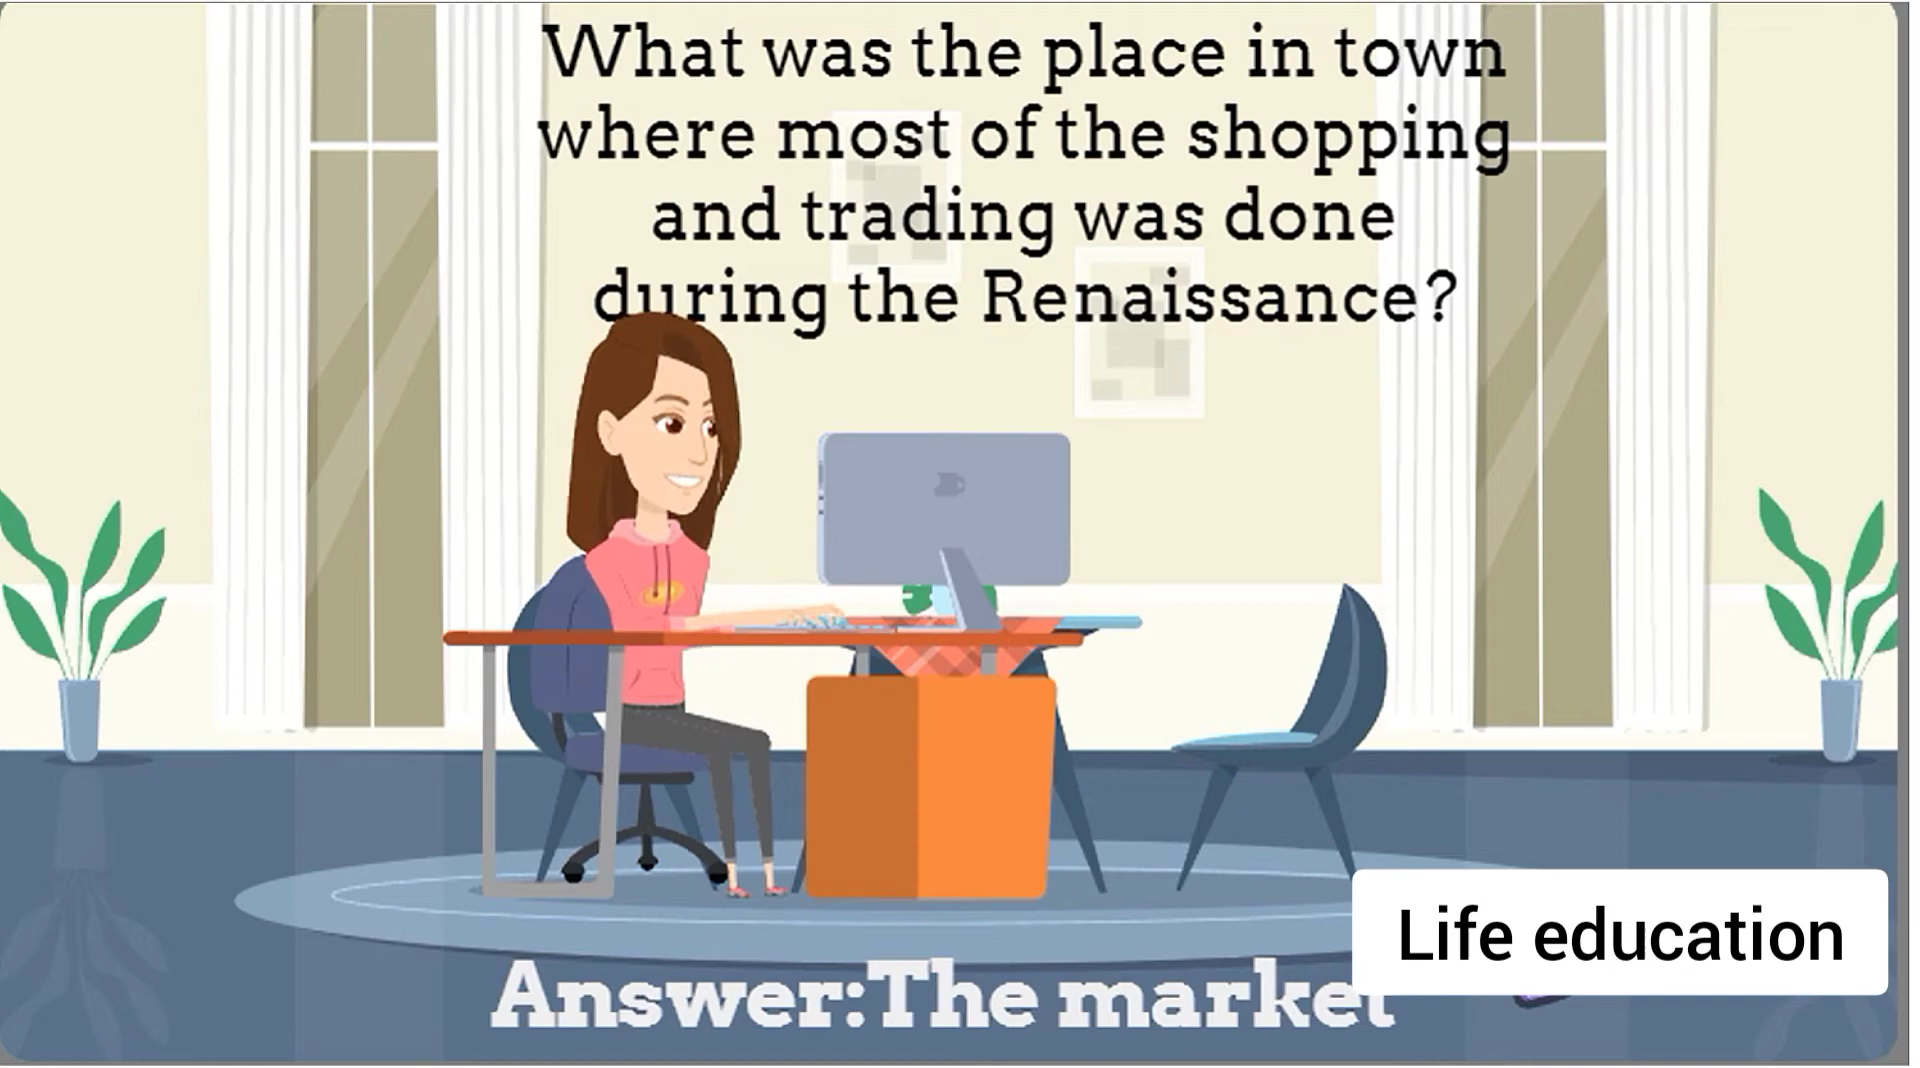 What was the place in town
where most of the shopping
and trading was done
during the Renaissance?
Life education
Answer:The market